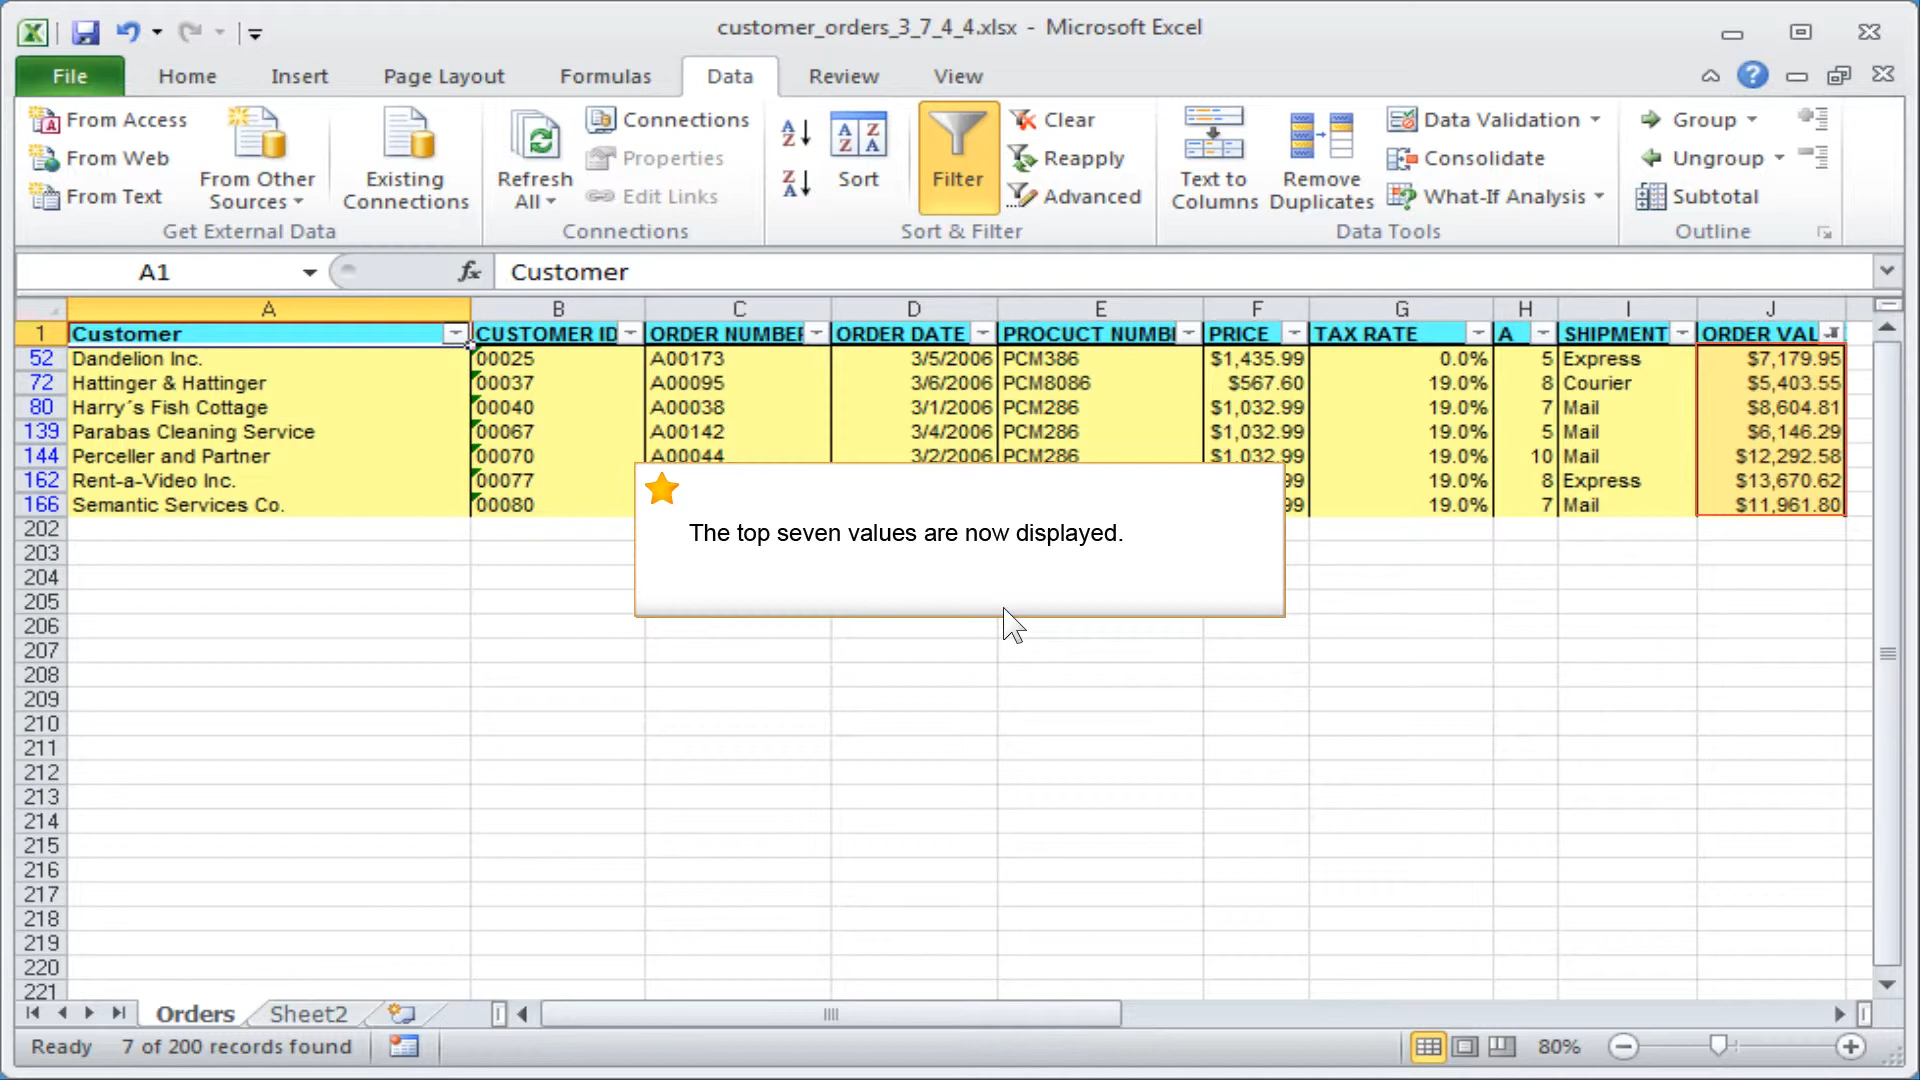 customer_orders_3_7_4_4.xlsx - Microsoft Excel
File Home Insert Page Layout Formulas Data Review View
From Access
From Web
From Text
From Other Sources
Existing Connections
Get External Data
Refresh All
Connections
Properties
Edit Links
Connections
Sort
Filter
Clear
Reapply
Advanced
Sort & Filter
Text to Columns
Remove Duplicates
Data Validation
Consolidate
What-If Analysis
Data Tools
Group
Ungroup
Subtotal
Outline
A1 fx Customer
A B C D E F G H I J
1 Customer CUSTOMER ID ORDER NUMBER ORDER DATE PROCUCT NUMB PRICE TAX RATE A SHIPMENT ORDER VAL
52 Dandelion Inc. 00025 A00173 3/5/2006 PCM386 $1,435.99 0.0% 5 Express $7,179.95
72 Hattinger & Hattinger 00037 A00095 3/6/2006 PCM8086 $567.60 19.0% 8 Courier $5,403.55
80 Harry´s Fish Cottage 00040 A00038 3/1/2006 PCM286 $1,032.99 19.0% 7 Mail $8,604.81
139 Parabas Cleaning Service 00067 A00142 3/4/2006 PCM286 $1,032.99 19.0% 5 Mail $6,146.29
144 Perceller and Partner 00070 A00044 3/2/2006 PCM286 $1,032.99 19.0% 10 Mail $12,292.58
162 Rent-a-Video Inc. 00077 99 19.0% 8 Express $13,670.62
166 Semantic Services Co. 00080 99 19.0% 7 Mail $11,961.80
The top seven values are now displayed.
202
203
204
205
206
207
208
209
210
211
212
213
214
215
216
217
218
219
220
221
Orders Sheet2
Ready 7 of 200 records found 80%